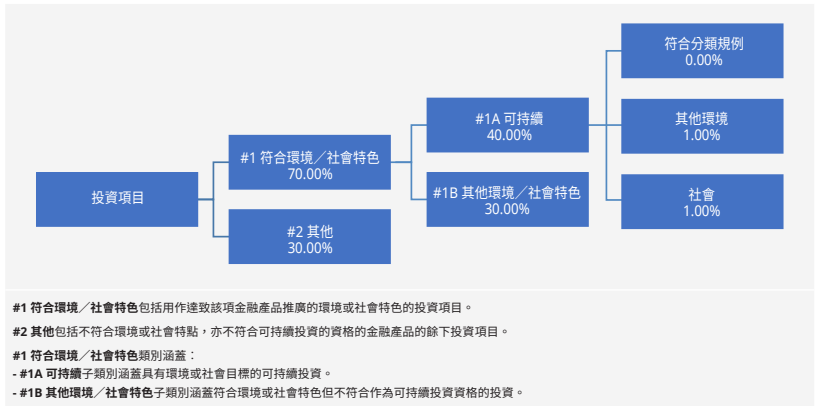 投資項目
#1 符合環境／社會特色
70.00%
#2 其他
30.00%
#1A 可持續
40.00%
#1B 其他環境／社會特色
30.00%
符合分類規例
0.00%
其他環境
1.00%
社會
1.00%
#1 符合環境／社會特色包括用作達致該項金融產品推廣的環境或社會特色的投資項目。
#2 其他包括不符合環境或社會特點，亦不符合可持續投資的資格的金融產品的餘下投資項目。
#1 符合環境／社會特色類別涵蓋：
- #1A 可持續子類別涵蓋具有環境或社會目標的可持續投資。
- #1B 其他環境／社會特色子類別涵蓋符合環境或社會特色但不符合作為可持續投資資格的投資。